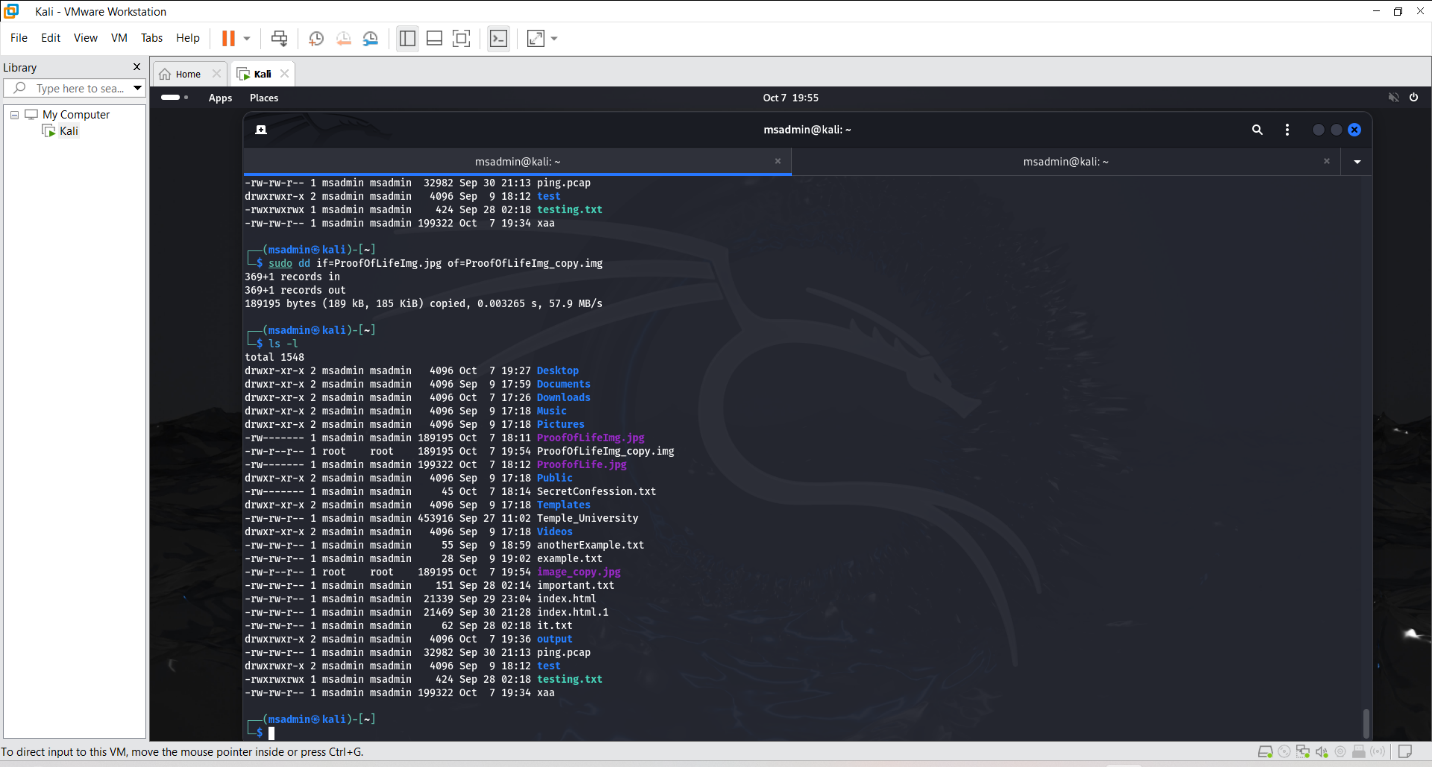 Kali - VMware Workstation
File Edit View VM Tabs Help
Library
Home Kali
Type here to sea...
My Computer
Kali
Apps Places Oct 7 19:55
msadmin@kali: ~
msadmin@kali: ~ msadmin@kali: ~
-rw-rw-r-- 1 msadmin msadmin  32982 Sep 30 21:13 ping.pcap
drwxrwxr-x 2 msadmin msadmin   4096 Sep  9 18:12 test
-rwxrwxrwx 1 msadmin msadmin    424 Sep 28 02:18 testing.txt
-rw-rw-r-- 1 msadmin msadmin 199322 Oct  7 19:34 xaa
┌──(msadmin㉿kali)-[~]
└─$ sudo dd if=ProofOfLifeImg.jpg of=ProofOfLifeImg_copy.img
369+1 records in
369+1 records out
189195 bytes (189 kB, 185 KiB) copied, 0.003265 s, 57.9 MB/s
┌──(msadmin㉿kali)-[~]
└─$ ls -l
total 1548
drwxr-xr-x 2 msadmin msadmin   4096 Oct  7 19:27 Desktop
drwxr-xr-x 2 msadmin msadmin   4096 Sep  9 17:59 Documents
drwxr-xr-x 2 msadmin msadmin   4096 Oct  7 17:26 Downloads
drwxr-xr-x 2 msadmin msadmin   4096 Sep  9 17:18 Music
drwxr-xr-x 2 msadmin msadmin   4096 Sep  9 17:18 Pictures
-rw------- 1 msadmin msadmin 189195 Oct  7 18:11 ProofOfLifeImg.jpg
-rw-r--r-- 1 root    root    189195 Oct  7 19:54 ProofOfLifeImg_copy.img
-rw------- 1 msadmin msadmin 199322 Oct  7 18:12 ProofofLife.jpg
drwxr-xr-x 2 msadmin msadmin   4096 Sep  9 17:18 Public
-rw------- 1 msadmin msadmin     45 Oct  7 18:14 SecretConfession.txt
drwxr-xr-x 2 msadmin msadmin   4096 Sep  9 17:18 Templates
-rw-rw-r-- 1 msadmin msadmin 453916 Sep 27 11:02 Temple_University
drwxr-xr-x 2 msadmin msadmin   4096 Sep  9 17:18 Videos
-rw-rw-r-- 1 msadmin msadmin     55 Sep  9 18:59 anotherExample.txt
-rw-rw-r-- 1 msadmin msadmin     28 Sep  9 19:02 example.txt
-rw-r--r-- 1 root    root    189195 Oct  7 19:54 image_copy.jpg
-rw-rw-r-- 1 msadmin msadmin    151 Sep 28 02:14 important.txt
-rw-rw-r-- 1 msadmin msadmin  21339 Sep 29 23:04 index.html
-rw-rw-r-- 1 msadmin msadmin  21469 Sep 30 21:28 index.html.1
-rw-rw-r-- 1 msadmin msadmin     62 Sep 28 02:18 it.txt
drwxrwxr-x 2 msadmin msadmin   4096 Oct  7 19:36 output
-rw-rw-r-- 1 msadmin msadmin  32982 Sep 30 21:13 ping.pcap
drwxrwxr-x 2 msadmin msadmin   4096 Sep  9 18:12 test
-rwxrwxrwx 1 msadmin msadmin    424 Sep 28 02:18 testing.txt
-rw-rw-r-- 1 msadmin msadmin 199322 Oct  7 19:34 xaa
┌──(msadmin㉿kali)-[~]
└─$
To direct input to this VM, move the mouse pointer inside or press Ctrl+G.